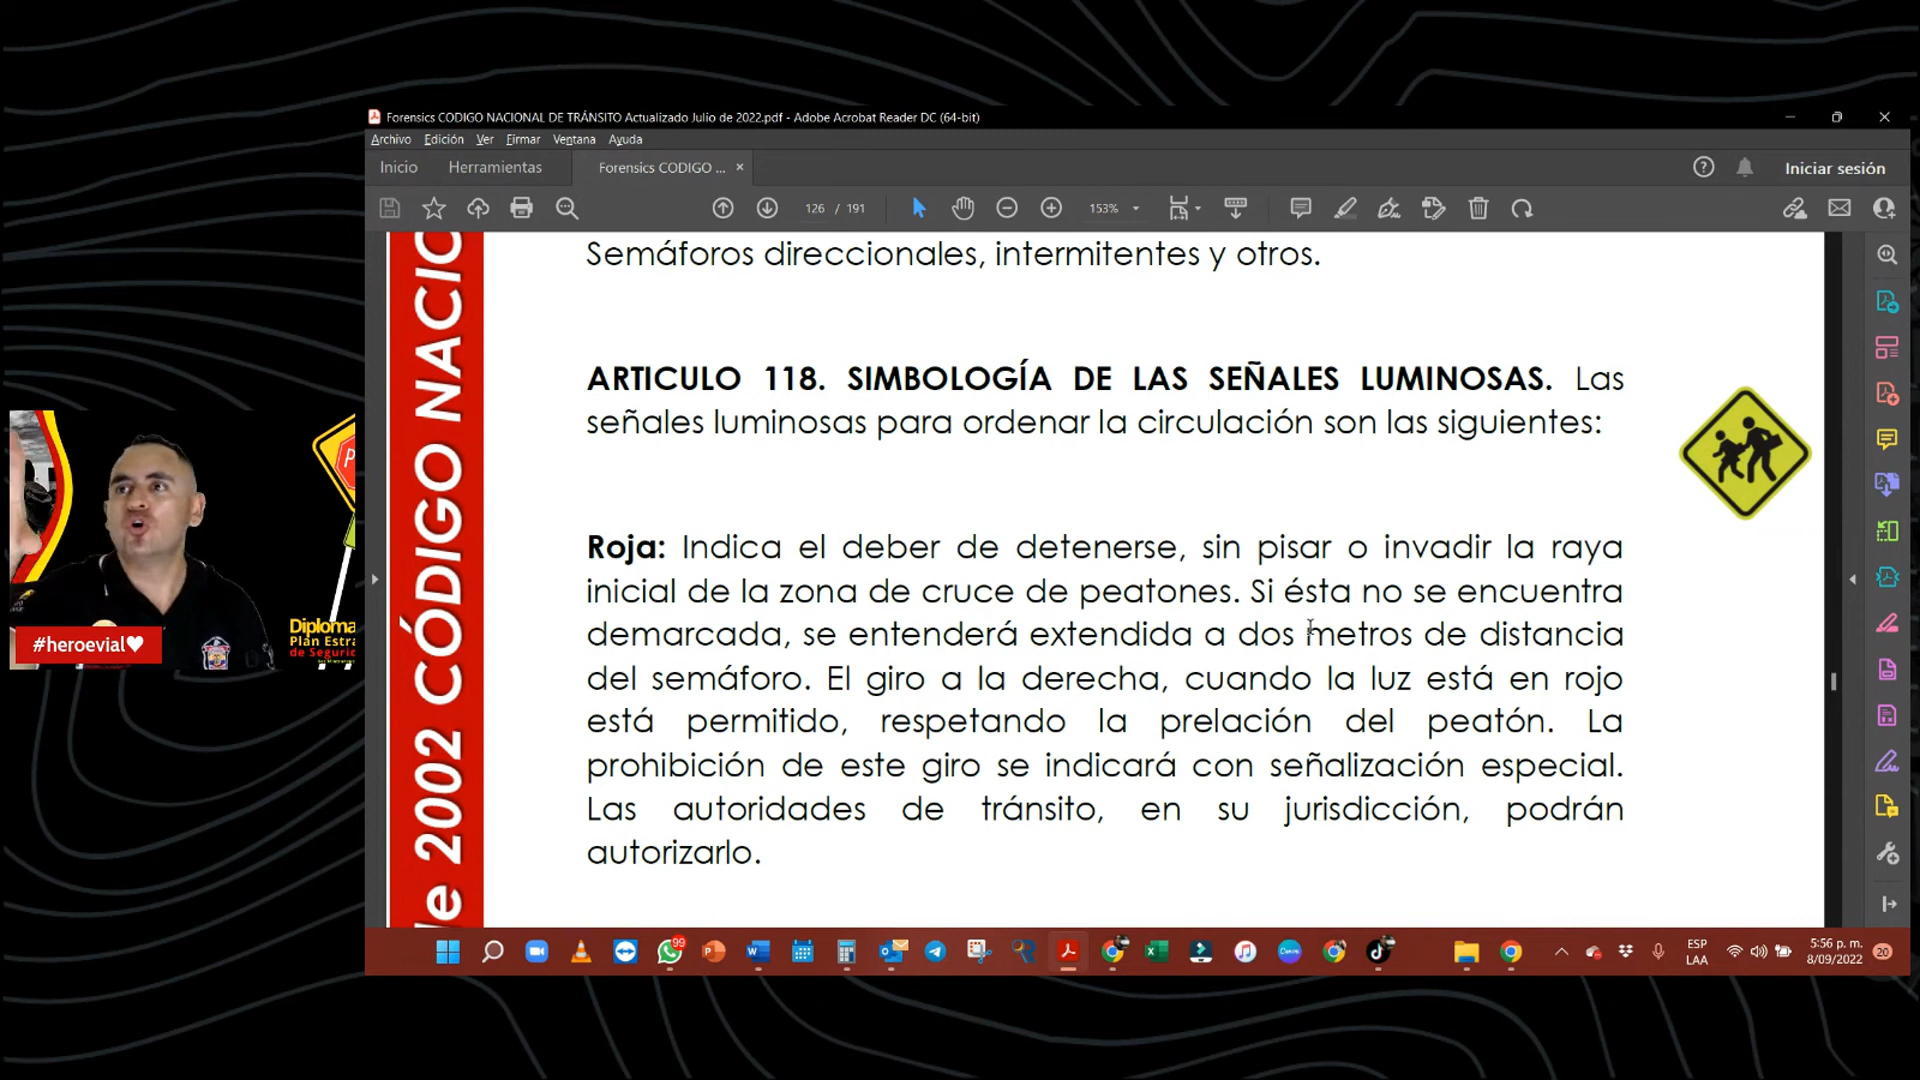 Forensics CODIGO NACIONAL DE TRÁNSITO Actualizado Julio de 2022.pdf - Adobe Acrobat Reader DC (64-bit)
Archivo Edición Ver Firmar Ventana Ayuda
Inicio Herramientas Forensics CODIGO ... × Iniciar sesión
126 / 191 153%
Semáforos direccionales, intermitentes y otros.
ARTICULO 118. SIMBOLOGÍA DE LAS SEÑALES LUMINOSAS. Las
señales luminosas para ordenar la circulación son las siguientes:
Roja: Indica el deber de detenerse, sin pisar o invadir la raya
inicial de la zona de cruce de peatones. Si ésta no se encuentra
demarcada, se entenderá extendida a dos metros de distancia
del semáforo. El giro a la derecha, cuando la luz está en rojo
está permitido, respetando la prelación del peatón. La
prohibición de este giro se indicará con señalización especial.
Las autoridades de tránsito, en su jurisdicción, podrán
autorizarlo.
de 2002 CÓDIGO NACIO
#heroevial♥
Diploma
Plan Estra
de Seguri
99
ESP
LAA
5:56 p. m.
8/09/2022
20